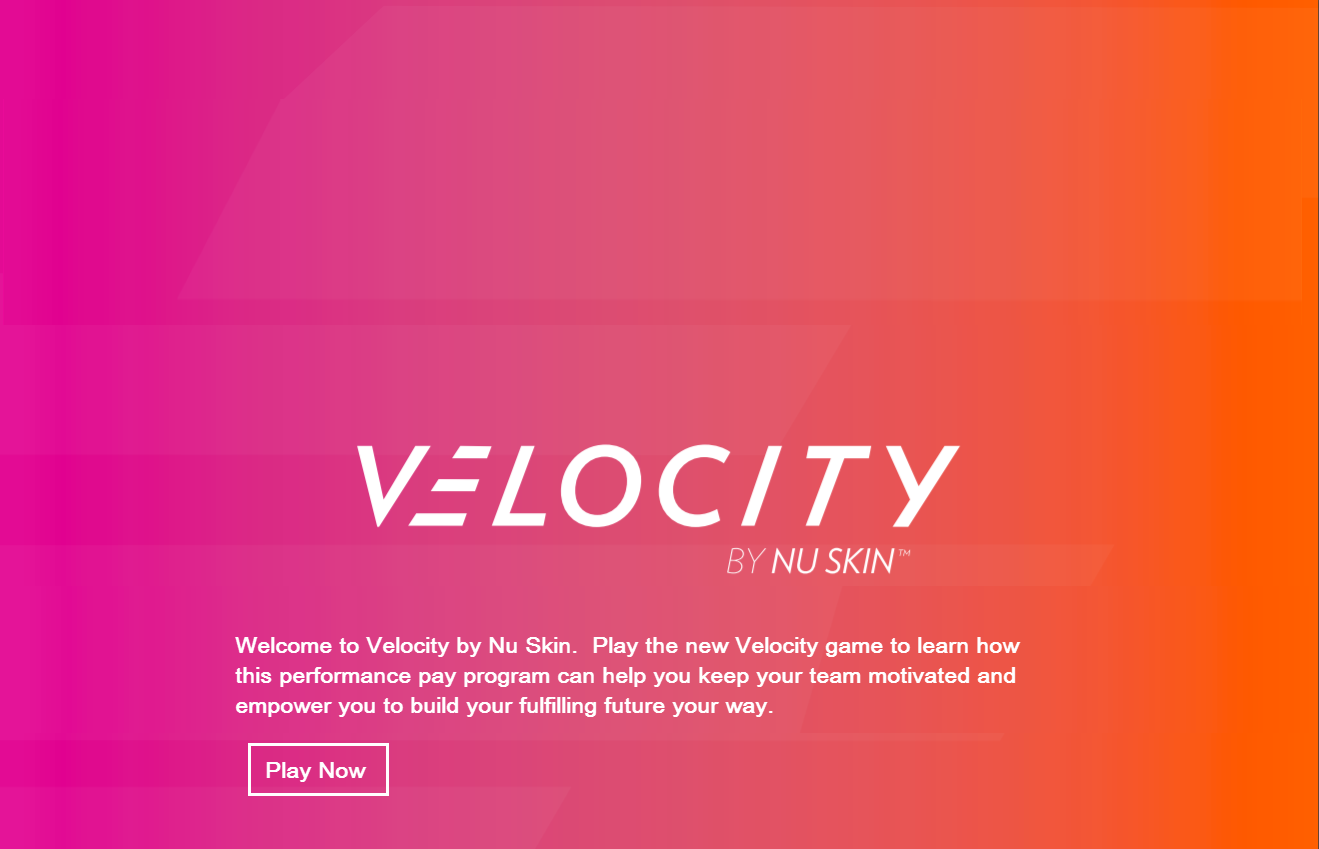 VELOCITY
BY NU SKIN™
Welcome to Velocity by Nu Skin.  Play the new Velocity game to learn how
this performance pay program can help you keep your team motivated and
empower you to build your fulfilling future your way.
Play Now